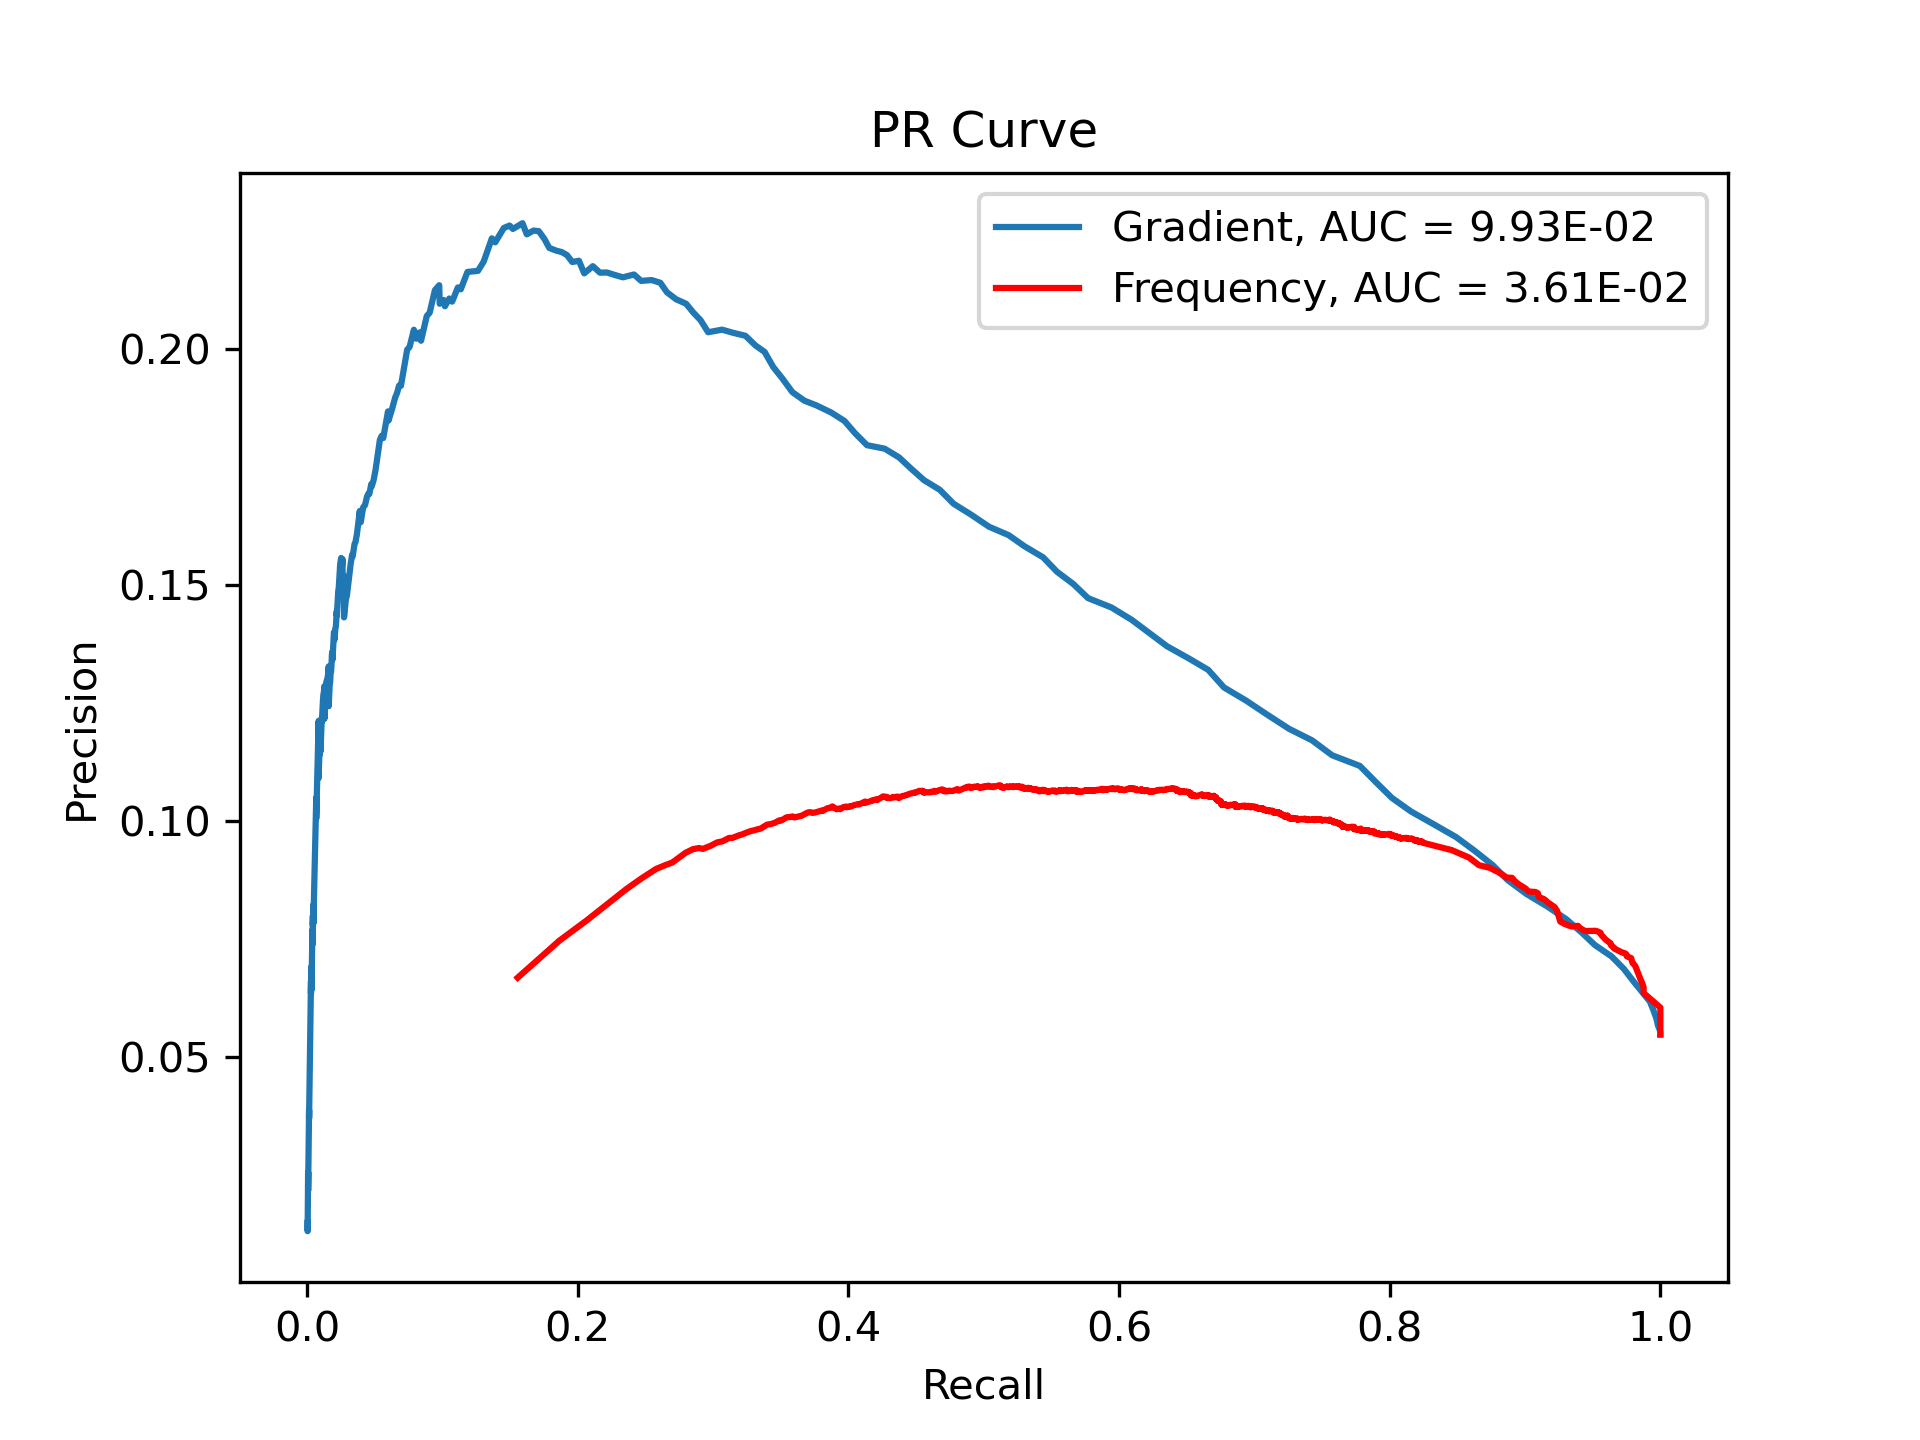 PR Curve
Gradient, AUC = 9.93E-02
Frequency, AUC = 3.61E-02
0.20
0.15
0.10
0.05
Precision
0.0 0.2 0.4 0.6 0.8 1.0
Recall